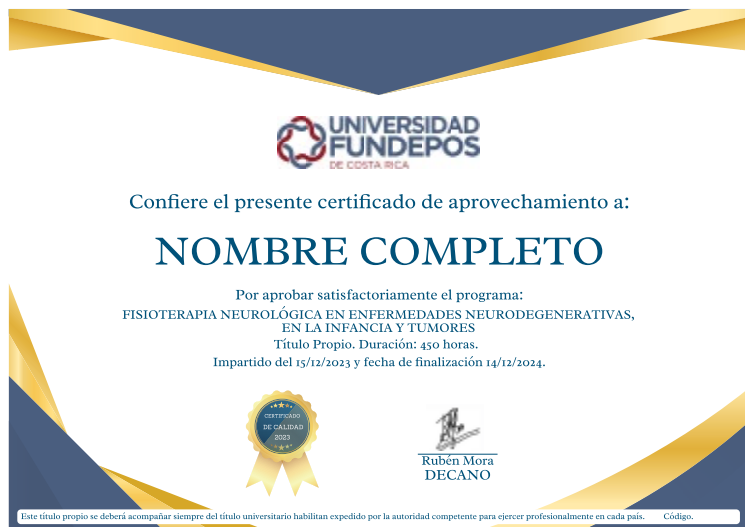 UNIVERSIDAD
FUNDEPOS
DE COSTA RICA
Confiere el presente certificado de aprovechamiento a:
NOMBRE COMPLETO
Por aprobar satisfactoriamente el programa:
FISIOTERAPIA NEUROLÓGICA EN ENFERMEDADES NEURODEGENERATIVAS,
EN LA INFANCIA Y TUMORES
Título Propio. Duración: 450 horas.
Impartido del 15/12/2023 y fecha de finalización 14/12/2024.
CERTIFICADO
DE CALIDAD
2023
Rubén Mora
DECANO
Este título propio se deberá acompañar siempre del título universitario habilitan expedido por la autoridad competente para ejercer profesionalmente en cada país. Código.